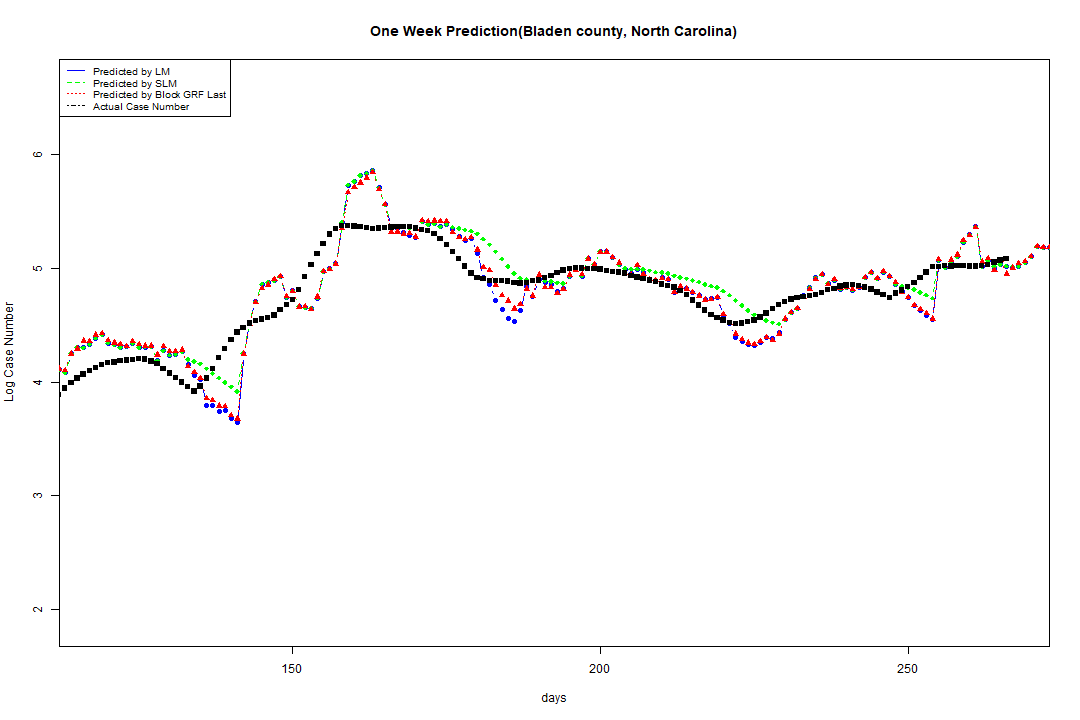 One Week Prediction(Bladen county, North Carolina)
Predicted by LM
Predicted by SLM
Predicted by Block GRF Last
Actual Case Number
6
5
4
3
2
Log Case Number
150
200
250
days